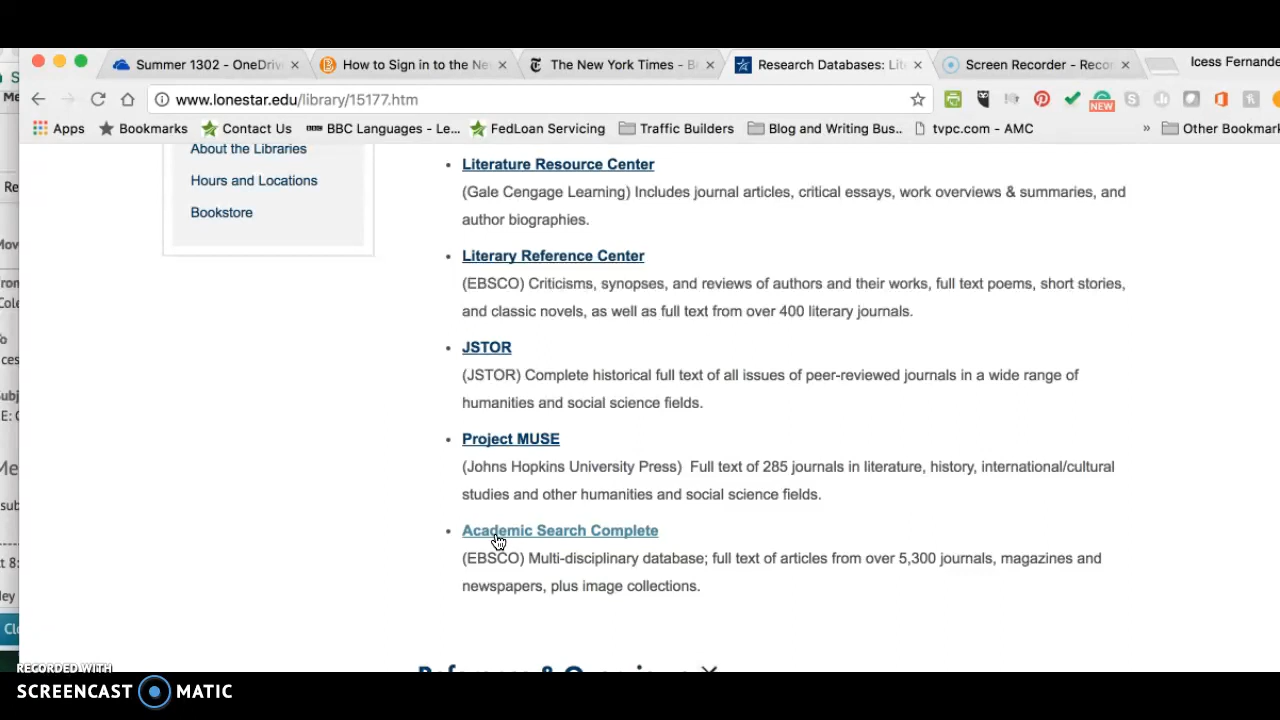 Summer 1302 - OneDriv
How to Sign in to the Ne
The New York Times - B
Research Databases: Lit
Screen Recorder - Reco
Icess Fernande
www.lonestar.edu/library/15177.htm
NEW
Apps
Bookmarks
Contact Us
BBC Languages - Le...
FedLoan Servicing
Traffic Builders
Blog and Writing Bus..
tvpc.com - AMC
»
Other Bookmar
About the Libraries
Hours and Locations
Bookstore
• Literature Resource Center
(Gale Cengage Learning) Includes journal articles, critical essays, work overviews & summaries, and
author biographies.
• Literary Reference Center
(EBSCO) Criticisms, synopses, and reviews of authors and their works, full text poems, short stories,
and classic novels, as well as full text from over 400 literary journals.
• JSTOR
(JSTOR) Complete historical full text of all issues of peer-reviewed journals in a wide range of
humanities and social science fields.
• Project MUSE
(Johns Hopkins University Press) Full text of 285 journals in literature, history, international/cultural
studies and other humanities and social science fields.
• Academic Search Complete
(EBSCO) Multi-disciplinary database; full text of articles from over 5,300 journals, magazines and
newspapers, plus image collections.
RECORDED WITH
SCREENCAST MATIC